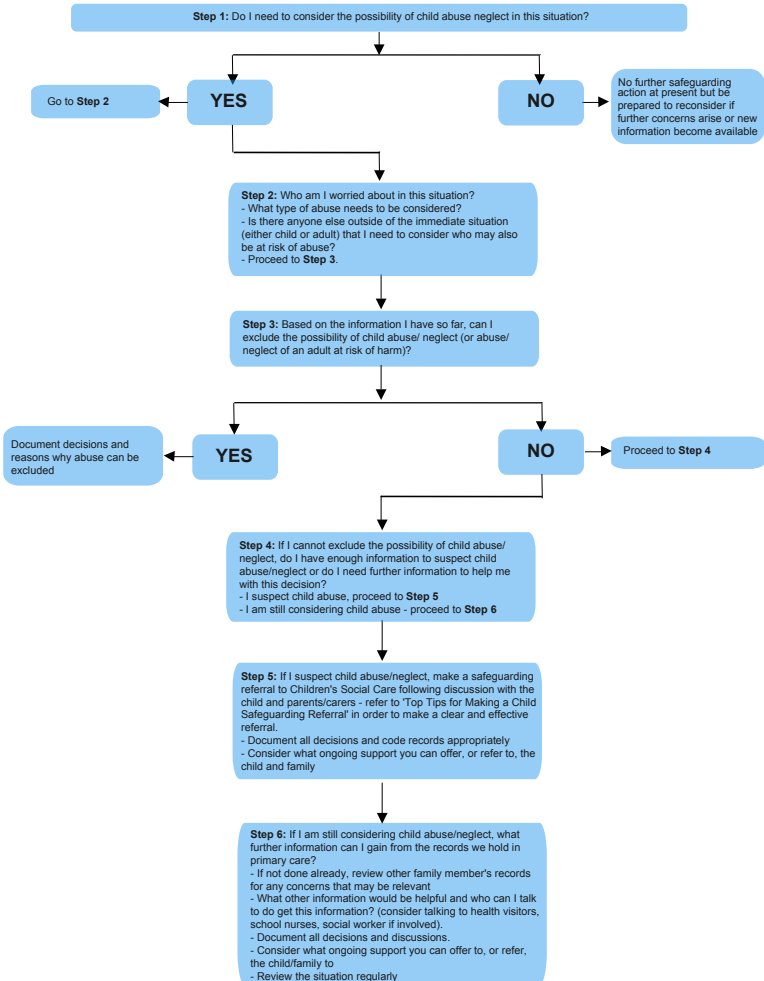 Step 1: Do I need to consider the possibility of child abuse neglect in this situation?
Go to Step 2
YES
NO
No further safeguarding
action at present but be
prepared to reconsider if
further concerns arise or new
information become available
Step 2: Who am I worried about in this situation?
- What type of abuse needs to be considered?
- Is there anyone else outside of the immediate situation
(either child or adult) that I need to consider who may also
be at risk of abuse?
- Proceed to Step 3.
Step 3: Based on the information I have so far, can I
exclude the possibility of child abuse/ neglect (or abuse/
neglect of an adult at risk of harm)?
Document decisions and
reasons why abuse can be
excluded
YES
NO
Proceed to Step 4
Step 4: If I cannot exclude the possibility of child abuse/
neglect, do I have enough information to suspect child
abuse/neglect or do I need further information to help me
with this decision?
- I suspect child abuse, proceed to Step 5
- I am still considering child abuse - proceed to Step 6
Step 5: If I suspect child abuse/neglect, make a safeguarding
referral to Children's Social Care following discussion with the
child and parents/carers - refer to 'Top Tips for Making a Child
Safeguarding Referral' in order to make a clear and effective
referral.
- Document all decisions and code records appropriately
- Consider what ongoing support you can offer, or refer to, the
child and family
Step 6: If I am still considering child abuse/neglect, what
further information can I gain from the records we hold in
primary care?
- If not done already, review other family member's records
for any concerns that may be relevant
- What other information would be helpful and who can I talk
to do get this information? (consider talking to health visitors,
school nurses, social worker if involved).
- Document all decisions and discussions.
- Consider what ongoing support you can offer to, or refer,
the child/family to
- Review the situation regularly